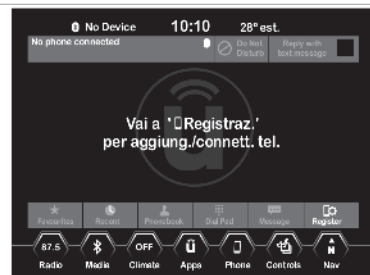 No Device 10:10 28° est.
No phone connected
Do Not Disturb
Reply with text message
Vai a 'Registraz.'
per aggiung./connett. tel.
Favourites Recent Phonebook Dial Pad Message Register
87.5 OFF
Radio Media Climate Apps Phone Controls Nav